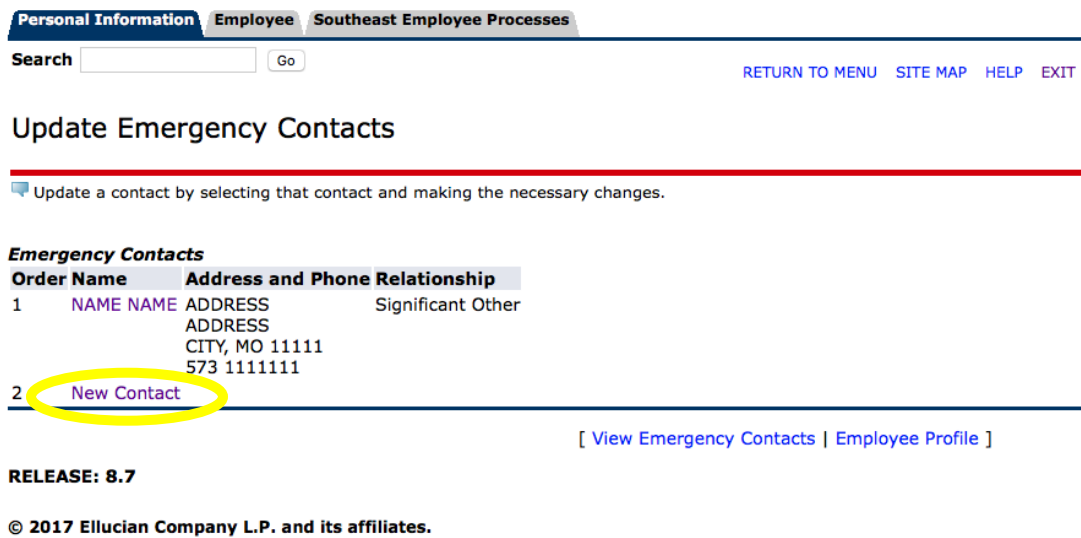 Personal Information Employee Southeast Employee Processes
Search Go
RETURN TO MENU SITE MAP HELP EXIT
Update Emergency Contacts
Update a contact by selecting that contact and making the necessary changes.
Emergency Contacts
Order Name Address and Phone Relationship
1 NAME NAME ADDRESS Significant Other
ADDRESS
CITY, MO 11111
573 1111111
2 New Contact
[ View Emergency Contacts | Employee Profile ]
RELEASE: 8.7
© 2017 Ellucian Company L.P. and its affiliates.